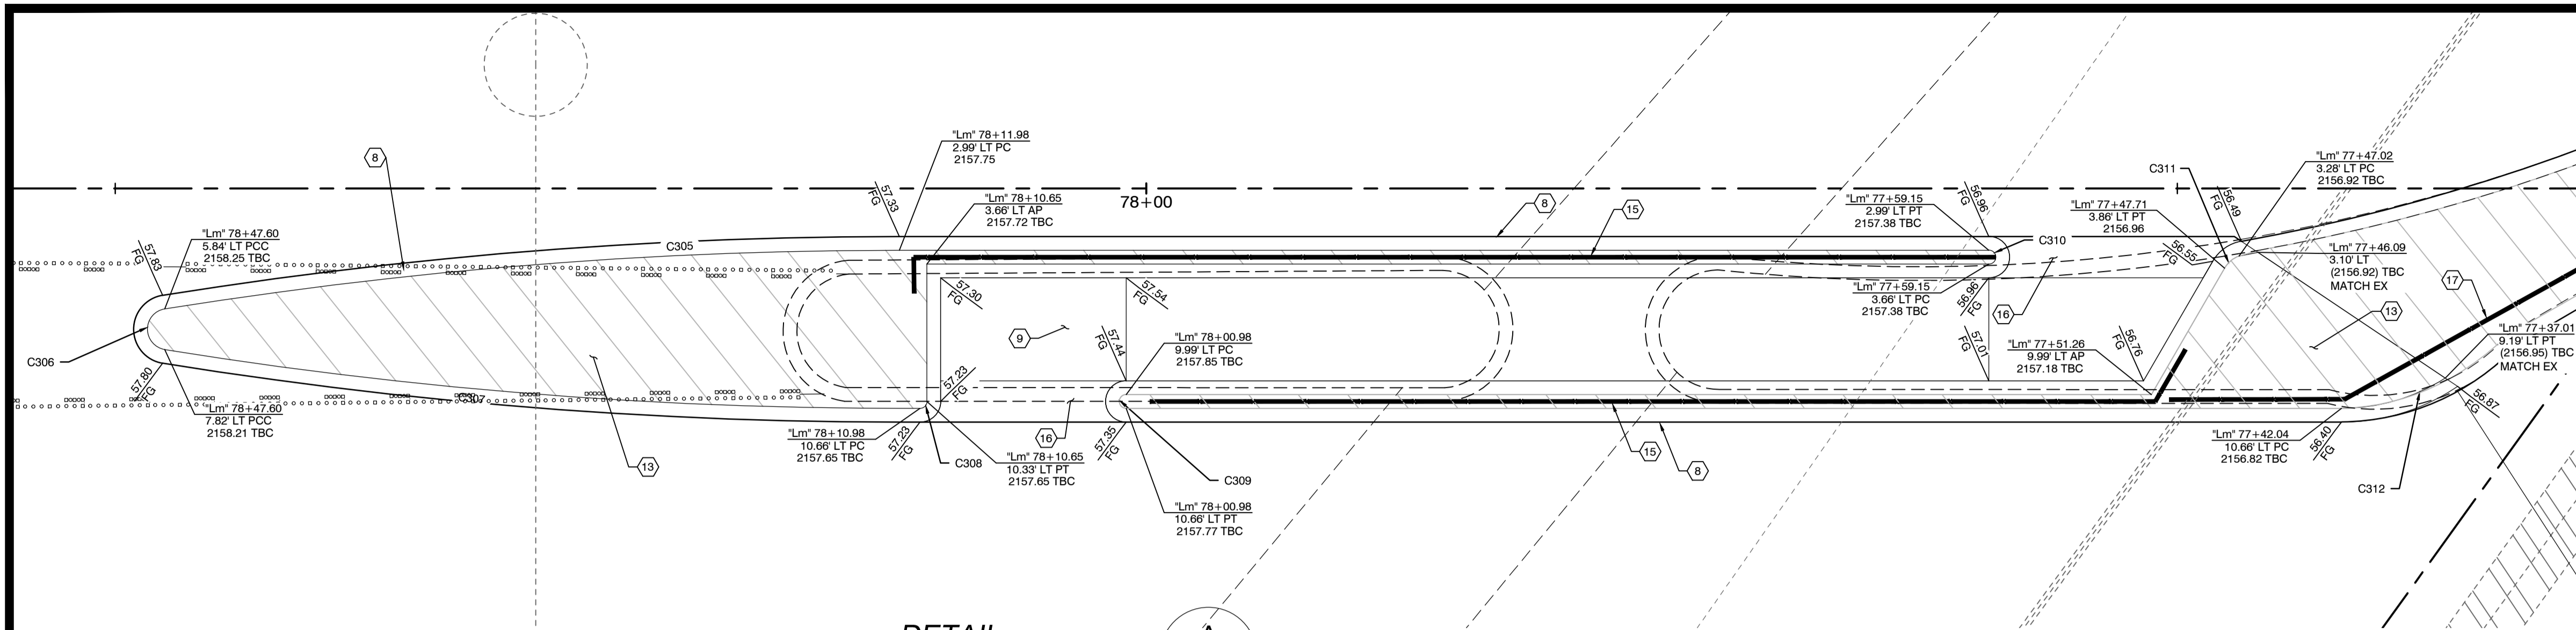 "Lm" 78+11.98
2.99' LT PC
2157.75
8
57.33
FG
"Lm" 78+10.65
3.66' LT AP
2157.72 TBC
78+00
8
15
"Lm" 77+59.15
2.99' LT PT
2157.38 TBC
56.96
FG
C310
C311
"Lm" 77+47.02
3.28' LT PC
2156.92 TBC
56.49
FG
"Lm" 77+47.71
3.86' LT PT
2156.96
56.55
FG
"Lm" 77+46.09
3.10' LT
(2156.92) TBC
MATCH EX
17
13
"Lm" 77+37.01
9.19' LT PT
(2156.95) TBC
MATCH EX
57.83
FG
"Lm" 78+47.60
5.84' LT PCC
2158.25 TBC
C305
57.30
FG
57.54
FG
9
57.44
FG
"Lm" 78+00.98
9.99' LT PC
2157.85 TBC
"Lm" 77+59.15
3.66' LT PC
2157.38 TBC
56.96
FG
16
57.01
FG
"Lm" 77+51.26
9.99' LT AP
2157.18 TBC
56.76
FG
C306
57.80
FG
"Lm" 78+47.60
7.82' LT PCC
2158.21 TBC
C307
13
"Lm" 78+10.98
10.66' LT PC
2157.65 TBC
57.23
FG
57.23
FG
C308
"Lm" 78+10.65
10.33' LT PT
2157.65 TBC
16
57.35
FG
C309
"Lm" 78+00.98
10.66' LT PT
2157.77 TBC
15
8
"Lm" 77+42.04
10.66' LT PC
2156.82 TBC
56.40
FG
56.87
FG
C312
DETAIL
A